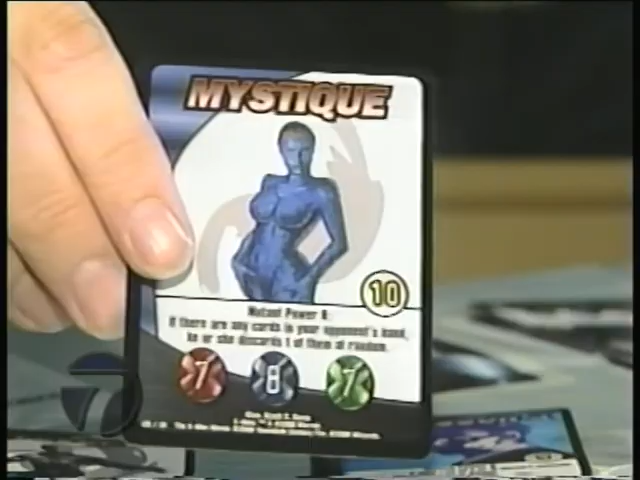 MYSTIQUE
10
Mutant Power 8:
If there are any cards in your opponent's hand,
he or she discards 1 of them at random.
7 8 7
7